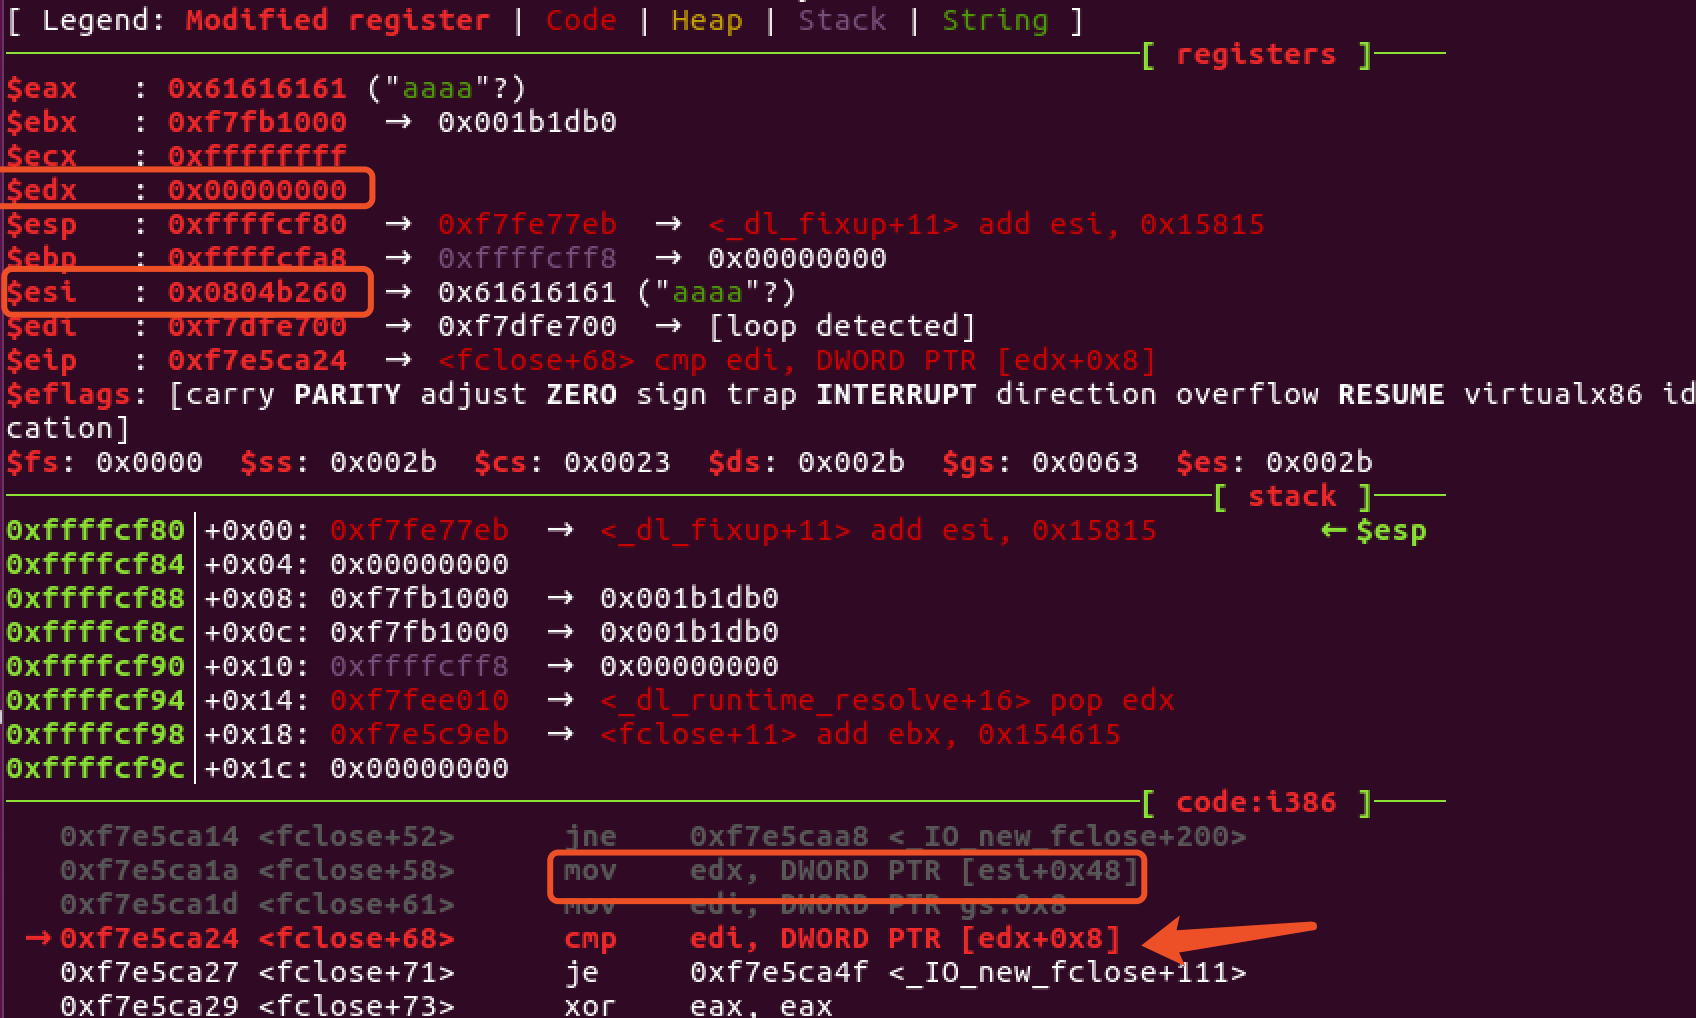 [ Legend: Modified register | Code | Heap | Stack | String ]
[ registers ]
$eax : 0x61616161 ("aaaa"?)
$ebx : 0xf7fb1000 → 0x001b1db0
$ecx : 0xffffffff
$edx : 0x00000000
$esp : 0xffffcf80 → 0xf7fe77eb → <_dl_fixup+11> add esi, 0x15815
$ebp : 0xffffcfa8 → 0xffffcff8 → 0x00000000
$esi : 0x0804b260 → 0x61616161 ("aaaa"?)
$edi : 0xf7dfe700 → 0xf7dfe700 → [loop detected]
$eip : 0xf7e5ca24 → <fclose+68> cmp edi, DWORD PTR [edx+0x8]
$eflags: [carry PARITY adjust ZERO sign trap INTERRUPT direction overflow RESUME virtualx86 id
cation]
$fs: 0x0000 $ss: 0x002b $cs: 0x0023 $ds: 0x002b $gs: 0x0063 $es: 0x002b
[ stack ]
0xffffcf80│+0x00: 0xf7fe77eb → <_dl_fixup+11> add esi, 0x15815 ←$esp
0xffffcf84│+0x04: 0x00000000
0xffffcf88│+0x08: 0xf7fb1000 → 0x001b1db0
0xffffcf8c│+0x0c: 0xf7fb1000 → 0x001b1db0
0xffffcf90│+0x10: 0xffffcff8 → 0x00000000
0xffffcf94│+0x14: 0xf7fee010 → <_dl_runtime_resolve+16> pop edx
0xffffcf98│+0x18: 0xf7e5c9eb → <fclose+11> add ebx, 0x154615
0xffffcf9c│+0x1c: 0x00000000
[ code:i386 ]
0xf7e5ca14 <fclose+52> jne 0xf7e5caa8 <_IO_new_fclose+200>
0xf7e5ca1a <fclose+58> mov edx, DWORD PTR [esi+0x48]
0xf7e5ca1d <fclose+61> mov edi, DWORD PTR gs:0x8
→0xf7e5ca24 <fclose+68> cmp edi, DWORD PTR [edx+0x8]
0xf7e5ca27 <fclose+71> je 0xf7e5ca4f <_IO_new_fclose+111>
0xf7e5ca29 <fclose+73> xor eax, eax